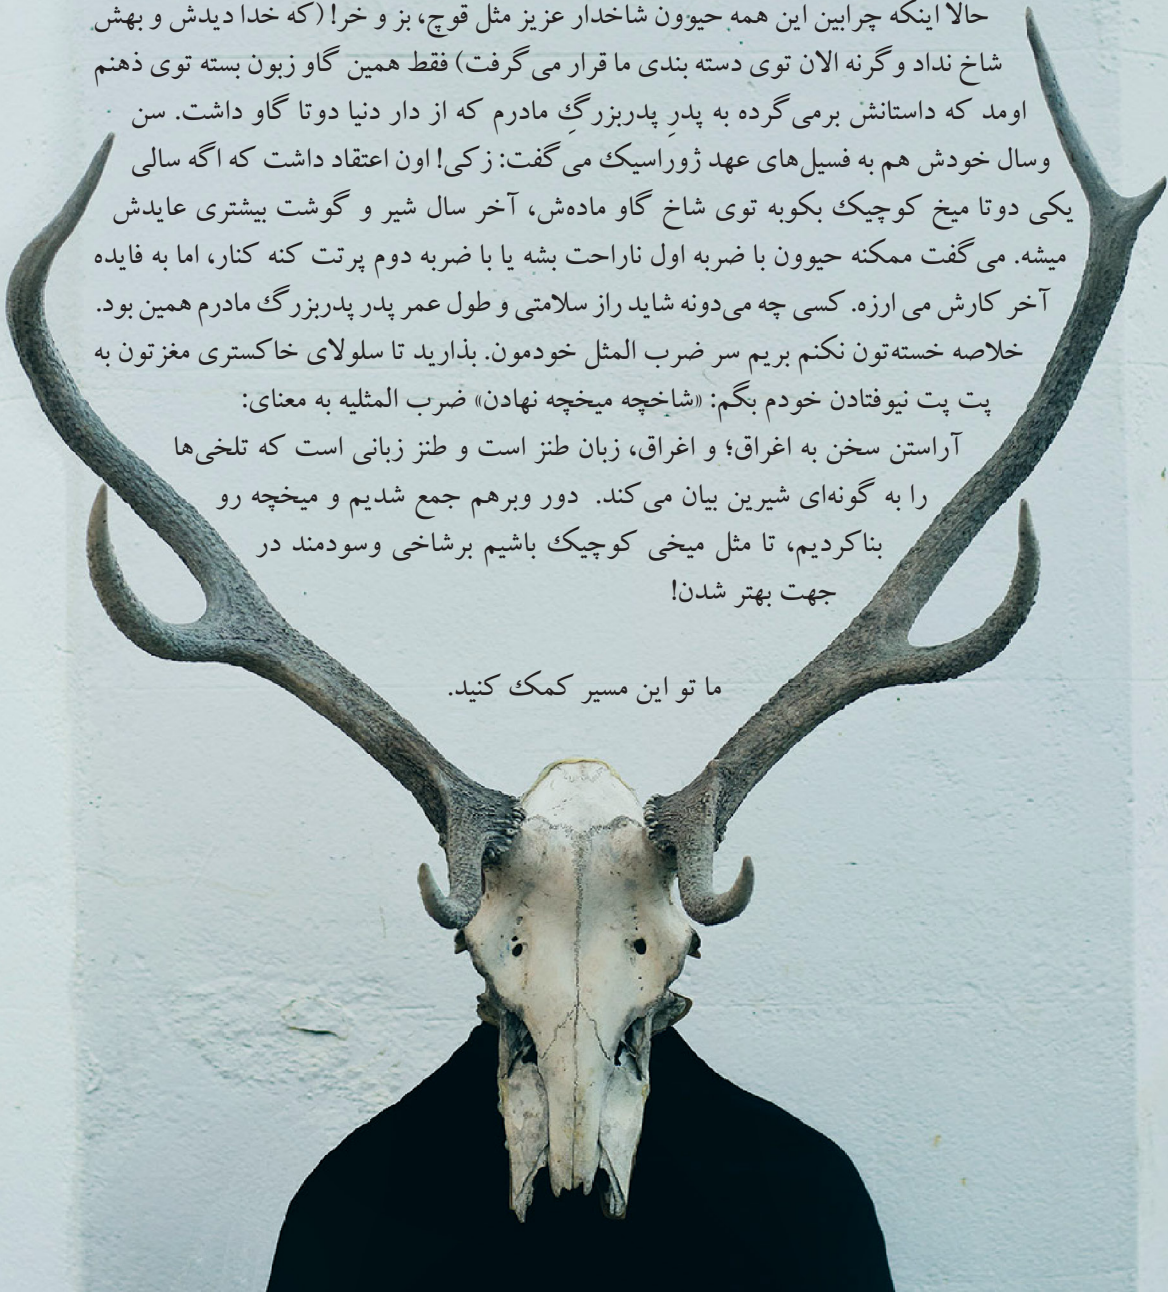 حالا اینکه چرابین این همه حیوون شاخدار عزیز مثل قوچ، بز و خر! (که خدا دیدش و بهش
شاخ نداد وگرنه الان توی دسته بندی ما قرار می‌گرفت) فقط همین گاو زبون بسته توی ذهنم
اومد که داستانش برمی‌گرده به پدرِ پدربزرگِ مادرم که از دار دنیا دوتا گاو داشت. سن
وسال خودش هم به فسیل‌های عهد ژوراسیک می‌گفت: زکی! اون اعتقاد داشت که اگه سالی
یکی دوتا میخ کوچیک بکوبه توی شاخ گاو ماده‌ش، آخر سال شیر و گوشت بیشتری عایدش
میشه. می‌گفت ممکنه حیوون با ضربه اول ناراحت بشه یا با ضربه دوم پرتت کنه کنار، اما به فایده
آخر کارش می ارزه. کسی چه می‌دونه شاید راز سلامتی و طول عمر پدر پدربزرگ مادرم همین بود.
خلاصه خسته‌تون نکنم بریم سر ضرب المثل خودمون. بذارید تا سلولای خاکستری مغزتون به
پت پت نیوفتادن خودم بگم: «شاخچه میخچه نهادن» ضرب المثلیه به معنای:
آراستن سخن به اغراق؛ و اغراق، زبان طنز است و طنز زبانی است که تلخی‌ها
را به گونه‌ای شیرین بیان می‌کند. دور وبرهم جمع شدیم و میخچه رو
بناکردیم، تا مثل میخی کوچیک باشیم برشاخی وسودمند در
جهت بهتر شدن!
ما تو این مسیر کمک کنید.